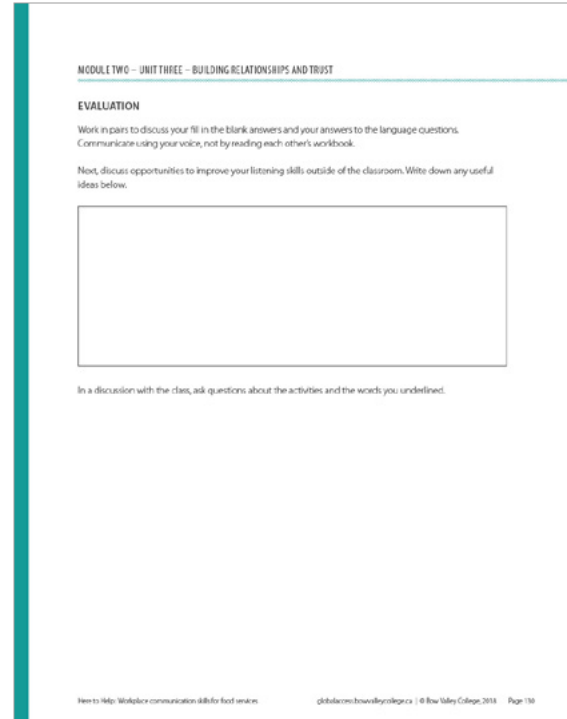 MODULE TWO – UNIT THREE – BUILDING RELATIONSHIPS AND TRUST
EVALUATION
Work in pairs to discuss your fill in the blank answers and your answers to the language questions.
Communicate using your voice, not by reading each other's workbook.
Next, discuss opportunities to improve your listening skills outside of the classroom. Write down any useful
ideas below.
In a discussion with the class, ask questions about the activities and the words you underlined.
Here to Help: Workplace communication skills for food services globalaccess.bowvalleycollege.ca | © Bow Valley College, 2018 Page 130